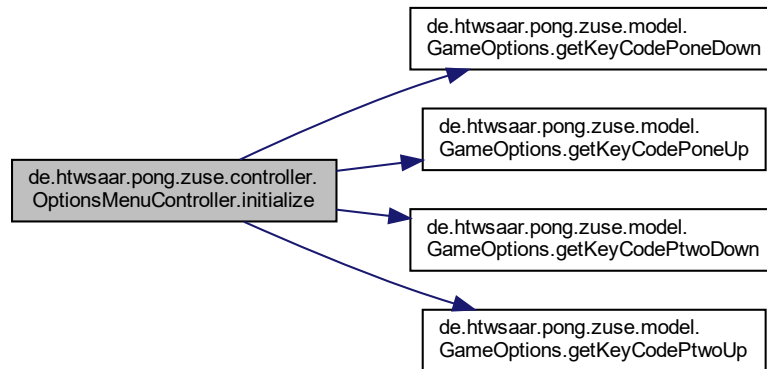 de.htwsaar.pong.zuse.model.
GameOptions.getKeyCodePoneDown
de.htwsaar.pong.zuse.model.
GameOptions.getKeyCodePoneUp
de.htwsaar.pong.zuse.controller.
OptionsMenuController.initialize
de.htwsaar.pong.zuse.model.
GameOptions.getKeyCodePtwoDown
de.htwsaar.pong.zuse.model.
GameOptions.getKeyCodePtwoUp